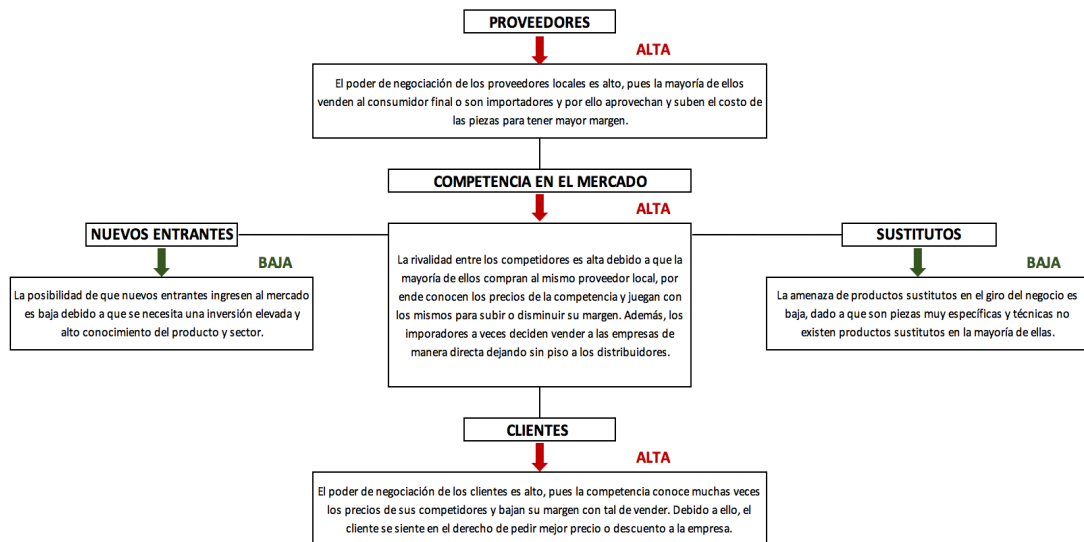 PROVEEDORES
ALTA
El poder de negociación de los proveedores locales es alto, pues la mayoría de ellos
venden al consumidor final o son importadores y por ello aprovechan y suben el costo de
las piezas para tener mayor margen.
COMPETENCIA EN EL MERCADO
ALTA
NUEVOS ENTRANTES
BAJA
La posibilidad de que nuevos entrantes ingresen al mercado
es baja debido a que se necesita una inversión elevada y
alto conocimiento del producto y sector.
La rivalidad entre los competidores es alta debido a que la
mayoría de ellos compran al mismo proveedor local, por
ende conocen los precios de la competencia y juegan con
los mismos para subir o disminuir su margen. Además, los
imporadores a veces deciden vender a las empresas de
manera directa dejando sin piso a los distribuidores.
SUSTITUTOS
BAJA
La amenaza de productos sustitutos en el giro del negocio es
baja, dado a que son piezas muy específicas y técnicas no
existen productos sustitutos en la mayoría de ellas.
CLIENTES
ALTA
El poder de negociación de los clientes es alto, pues la competencia conoce muchas veces
los precios de sus competidores y bajan su margen con tal de vender. Debido a ello, el
cliente se siente en el derecho de pedir mejor precio o descuento a la empresa.